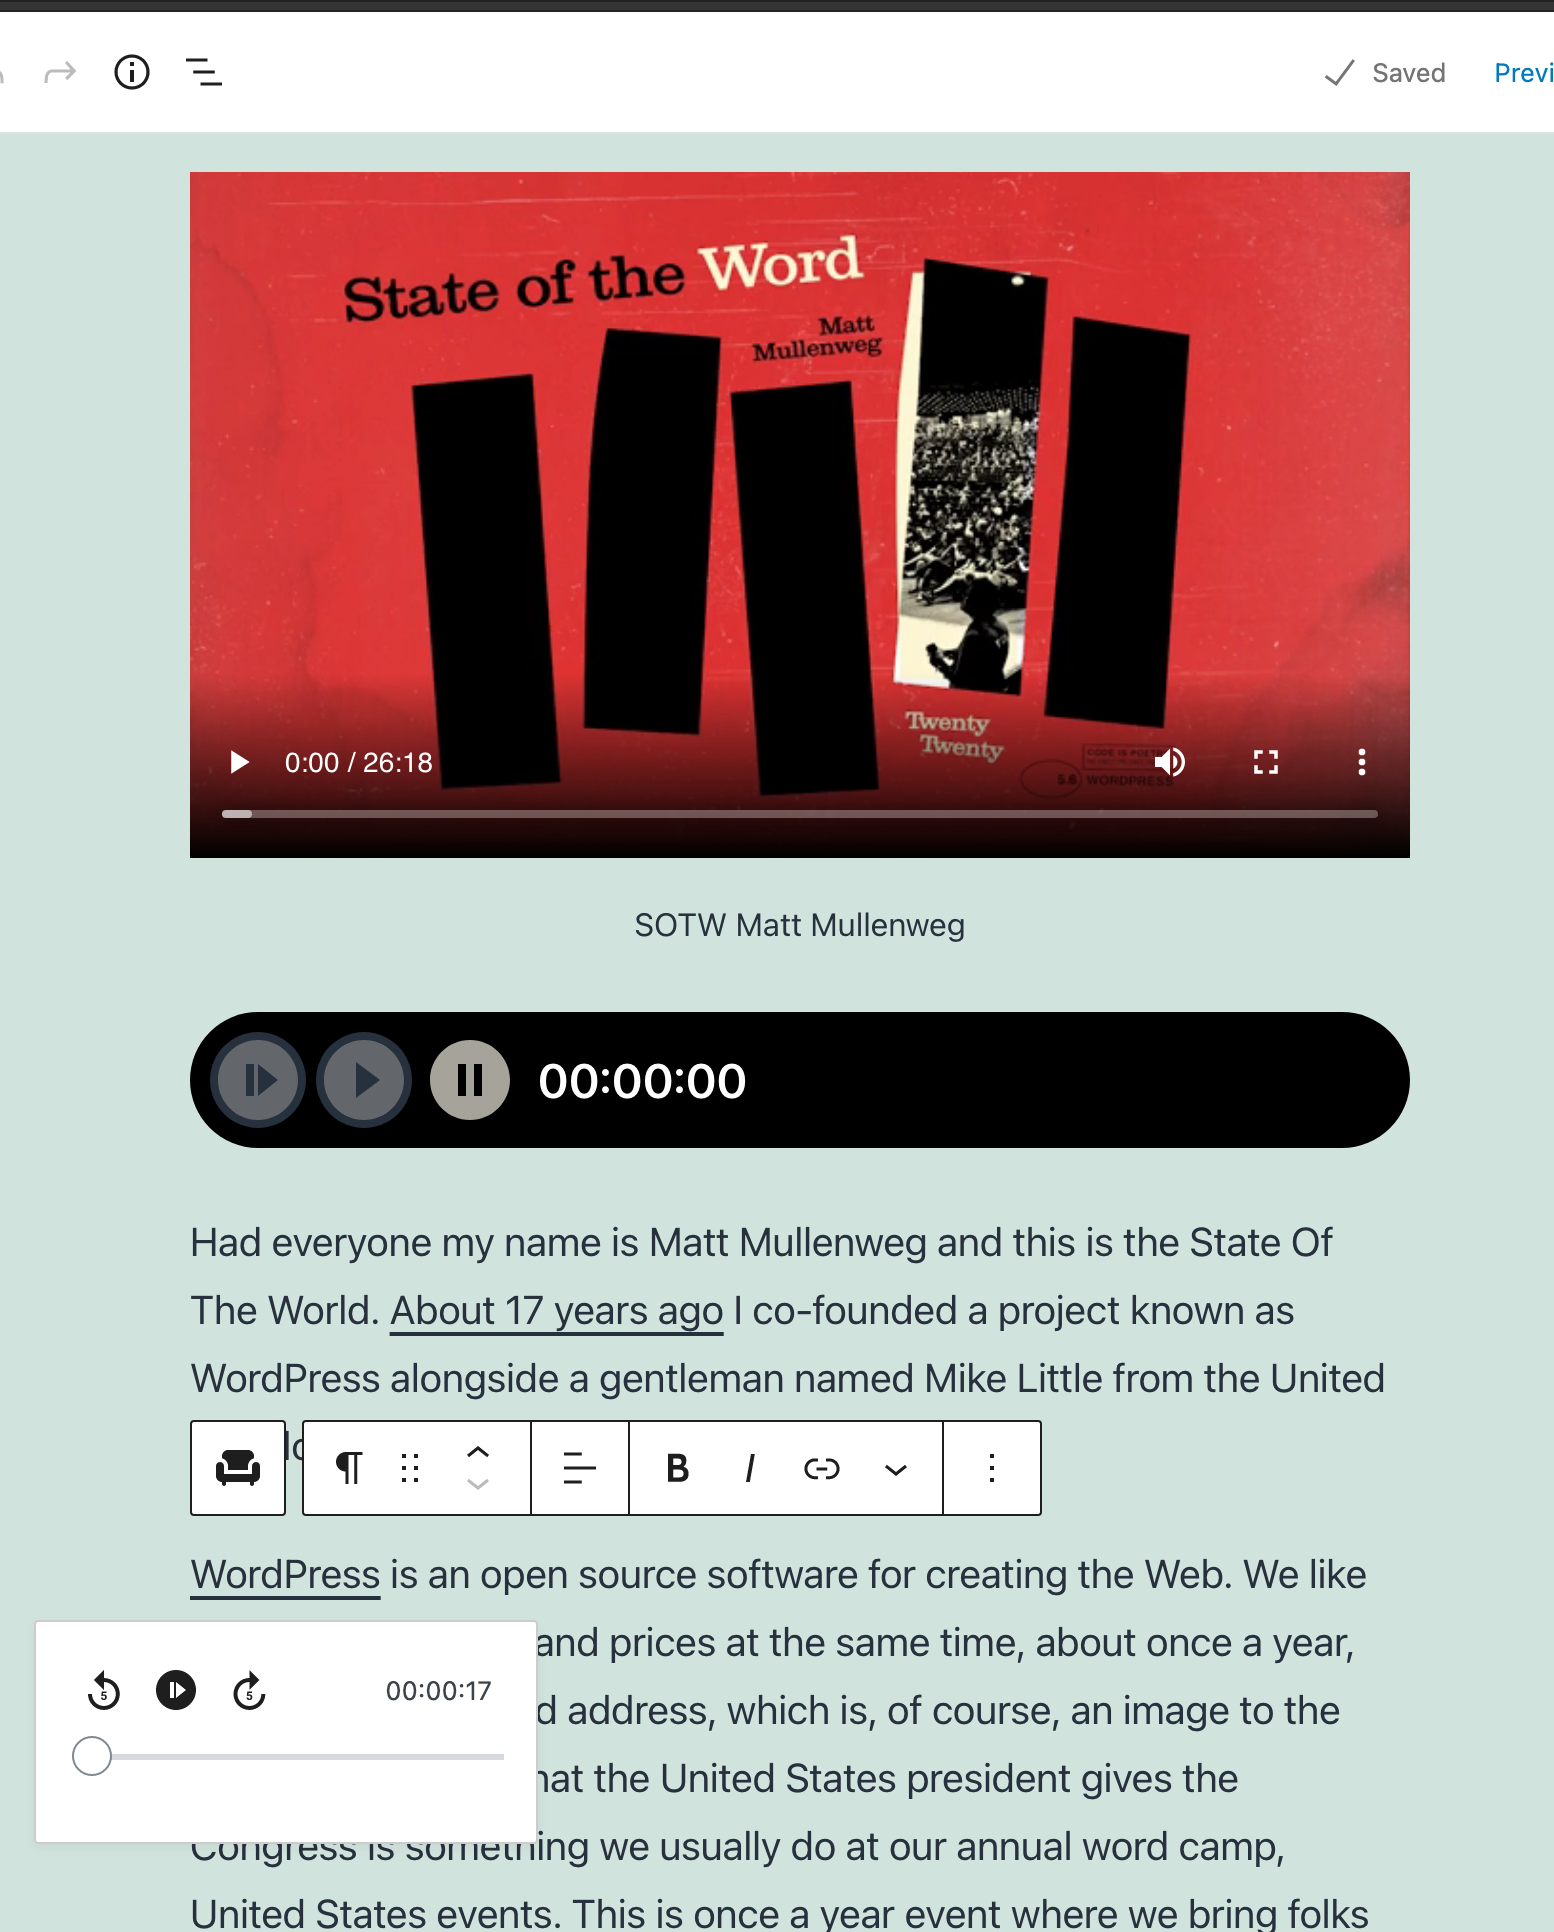 Saved Previ
State of the Word
Matt
Mullenweg
Twenty
Twenty
CODE IS POETRY
5.6 WORDPRESS
0:00 / 26:18
SOTW Matt Mullenweg
00:00:00
Had everyone my name is Matt Mullenweg and this is the State Of
The World. About 17 years ago I co-founded a project known as
WordPress alongside a gentleman named Mike Little from the United
B I
WordPress is an open source software for creating the Web. We like
and prices at the same time, about once a year,
5 5 00:00:17
d address, which is, of course, an image to the
hat the United States president gives the
Congress is something we usually do at our annual word camp,
United States events. This is once a year event where we bring folks